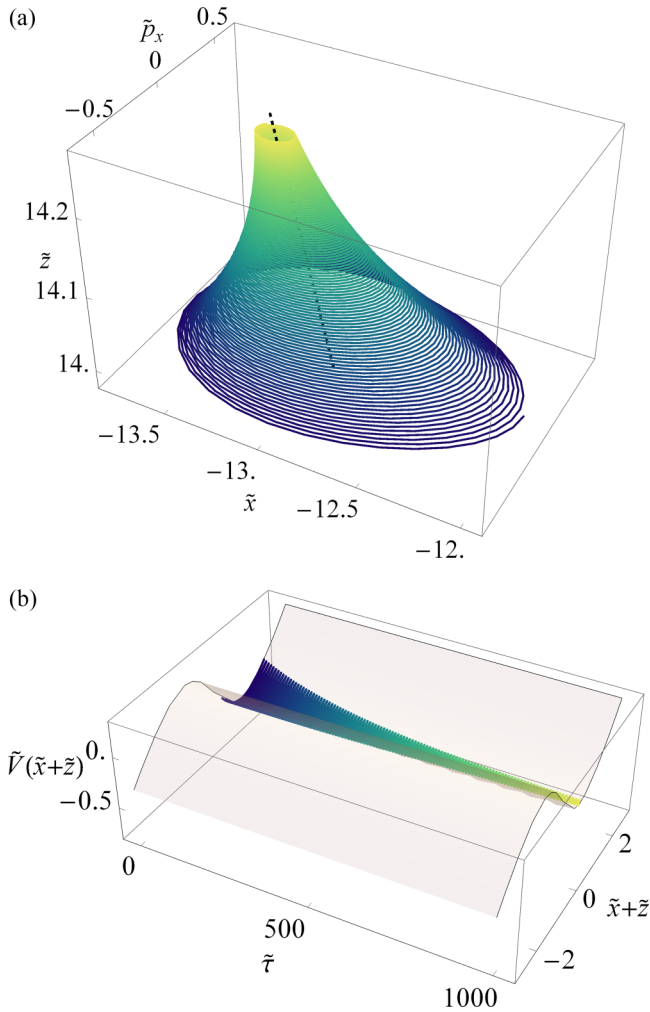 (a)
0.5
p̃ₓ
0
−0.5
14.2
z̃
14.1
14.
−13.5
−13.
x̃
−12.5
−12.
(b)
Ṽ(x̃+z̃)
0.
−0.5
0
500
τ̃
1000
2
0
x̃+z̃
−2